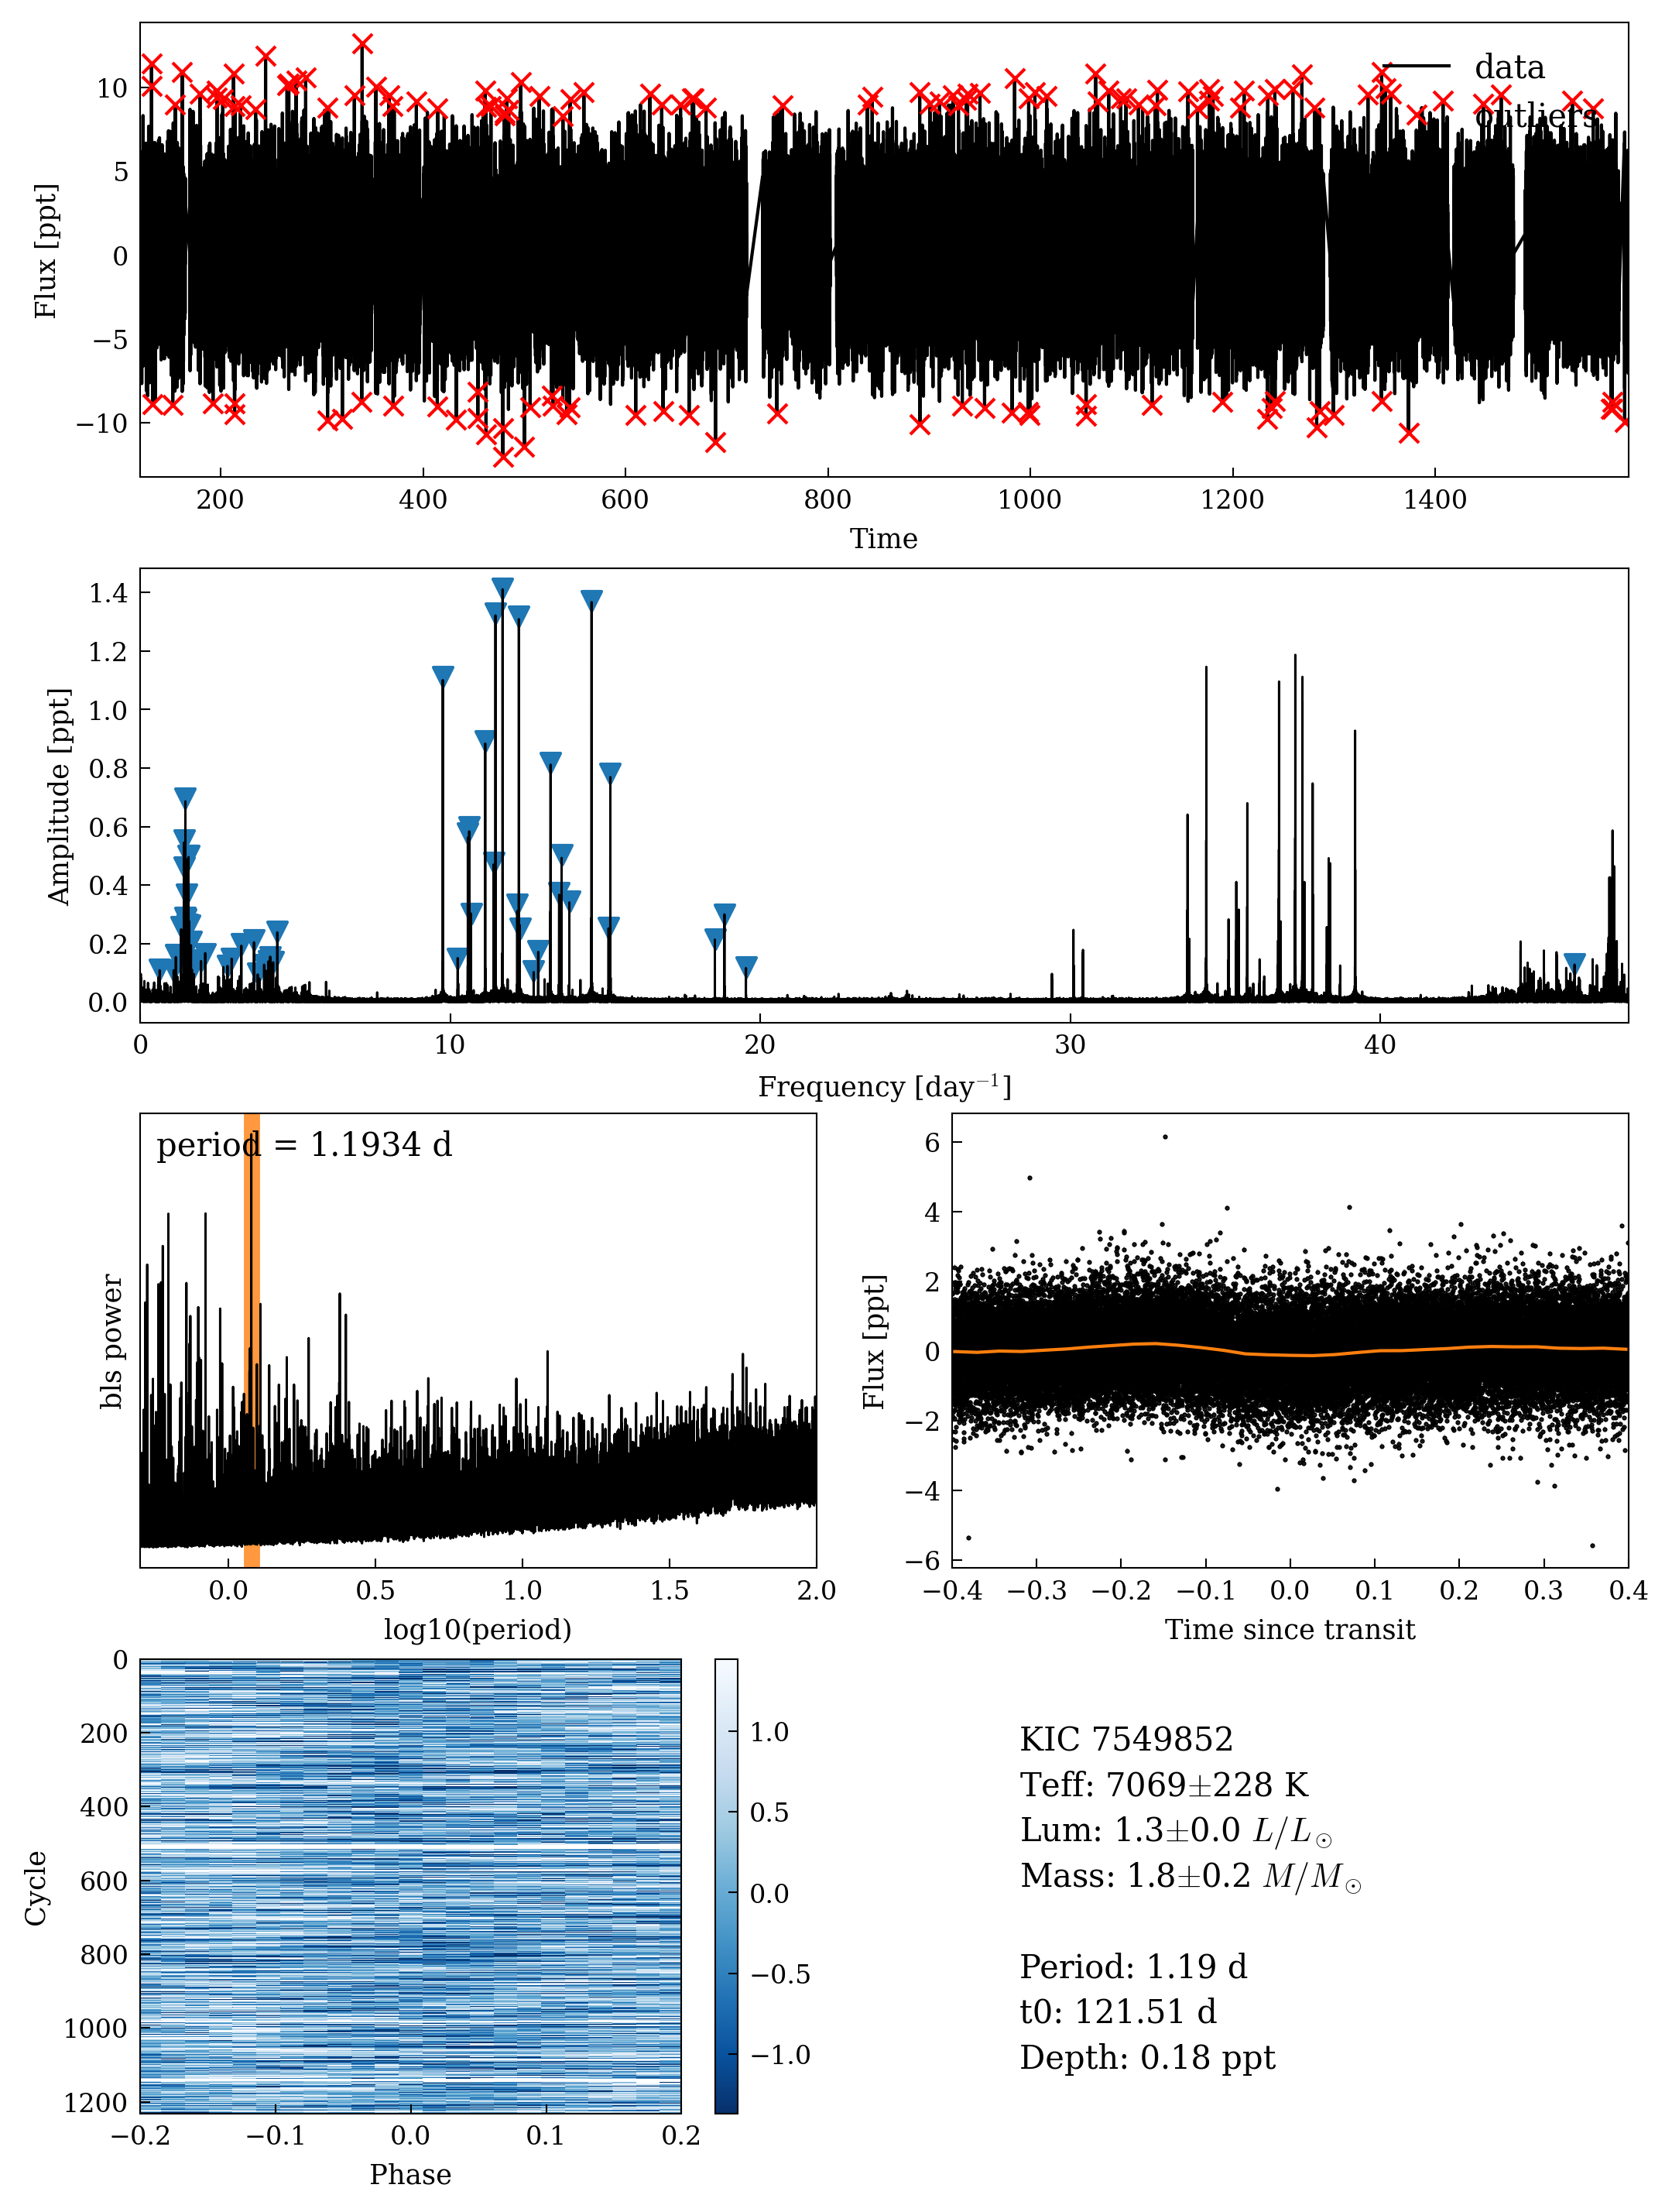 data
outliers
10
5
0
−5
−10
Flux [ppt]
200 400 600 800 1000 1200 1400
Time
1.4
1.2
1.0
0.8
0.6
0.4
0.2
0.0
Amplitude [ppt]
0 10 20 30 40
Frequency [day⁻¹]
period = 1.1934 d
bls power
0.0 0.5 1.0 1.5 2.0
log10(period)
6
4
2
0
−2
−4
−6
Flux [ppt]
−0.4 −0.3 −0.2 −0.1 0.0 0.1 0.2 0.3 0.4
Time since transit
0
200
400
600
800
1000
1200
Cycle
−0.2 −0.1 0.0 0.1 0.2
Phase
1.0
0.5
0.0
−0.5
−1.0
KIC 7549852
Teff: 7069±228 K
Lum: 1.3±0.0 L/L☉
Mass: 1.8±0.2 M/M☉
Period: 1.19 d
t0: 121.51 d
Depth: 0.18 ppt